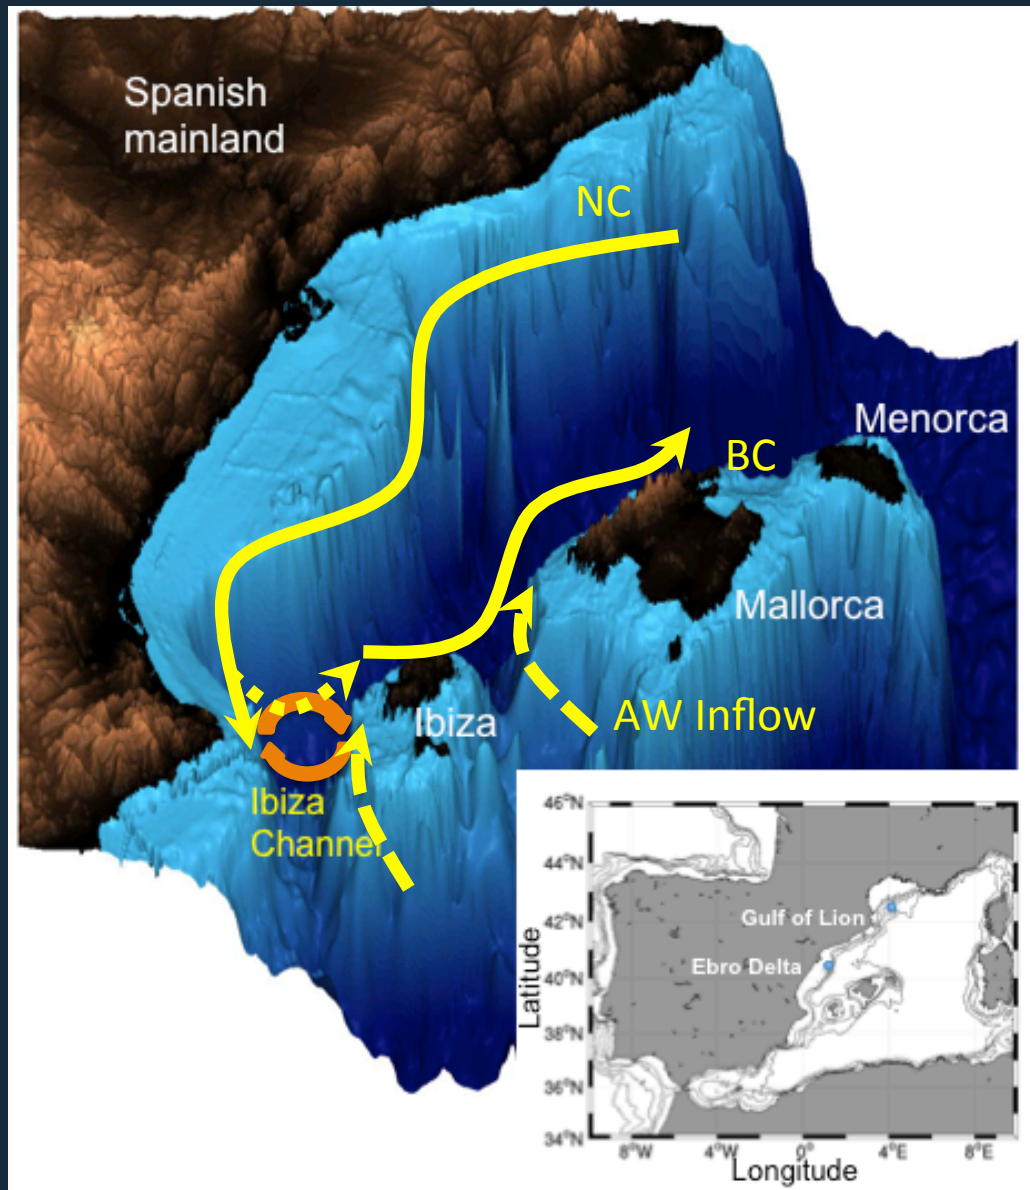 Spanish
mainland
NC
Menorca
BC
Mallorca
AW Inflow
Ibiza
Ibiza
Channel
46°N
44°N
Gulf of Lion
42°N
Ebro Delta
40°N
38°N
36°N
34°N
Latitude
8°W
4°W
0°
4°E
8°E
Longitude